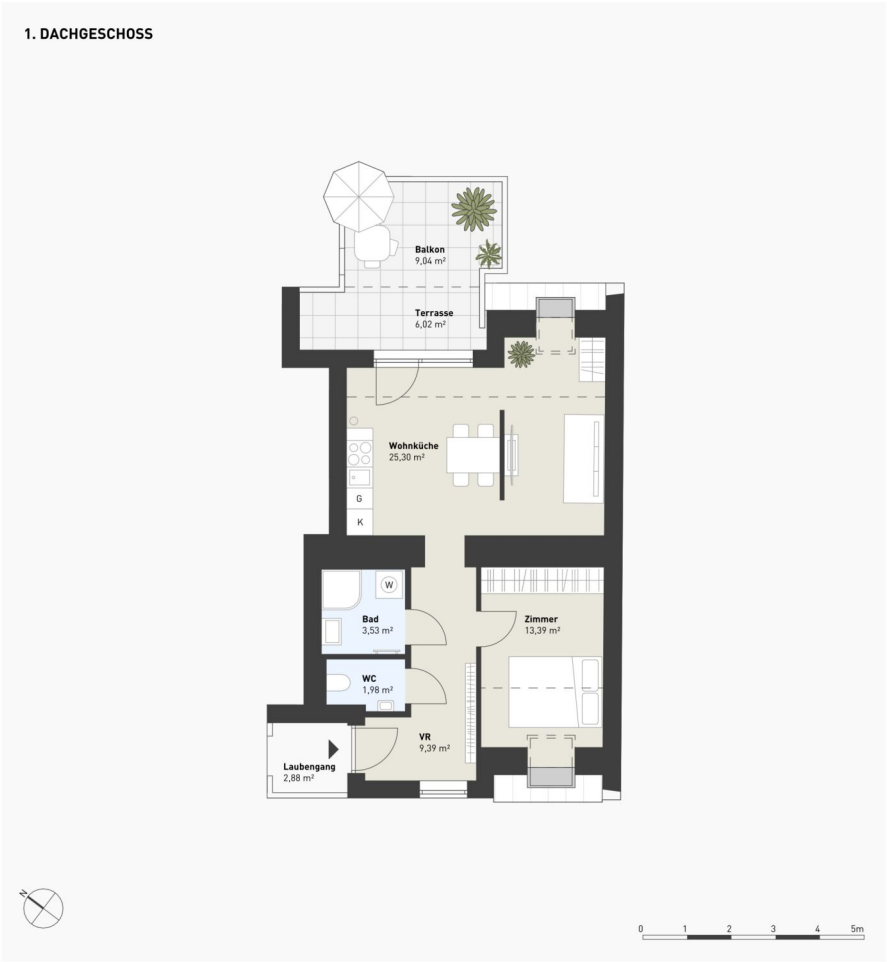 1. DACHGESCHOSS
Balkon
9,04 m²
Terrasse
6,02 m²
Wohnküche
25,30 m²
G
K
W
Bad
3,53 m²
Zimmer
13,39 m²
WC
1,98 m²
VR
9,39 m²
Laubengang
2,88 m²
N
0 1 2 3 4 5m